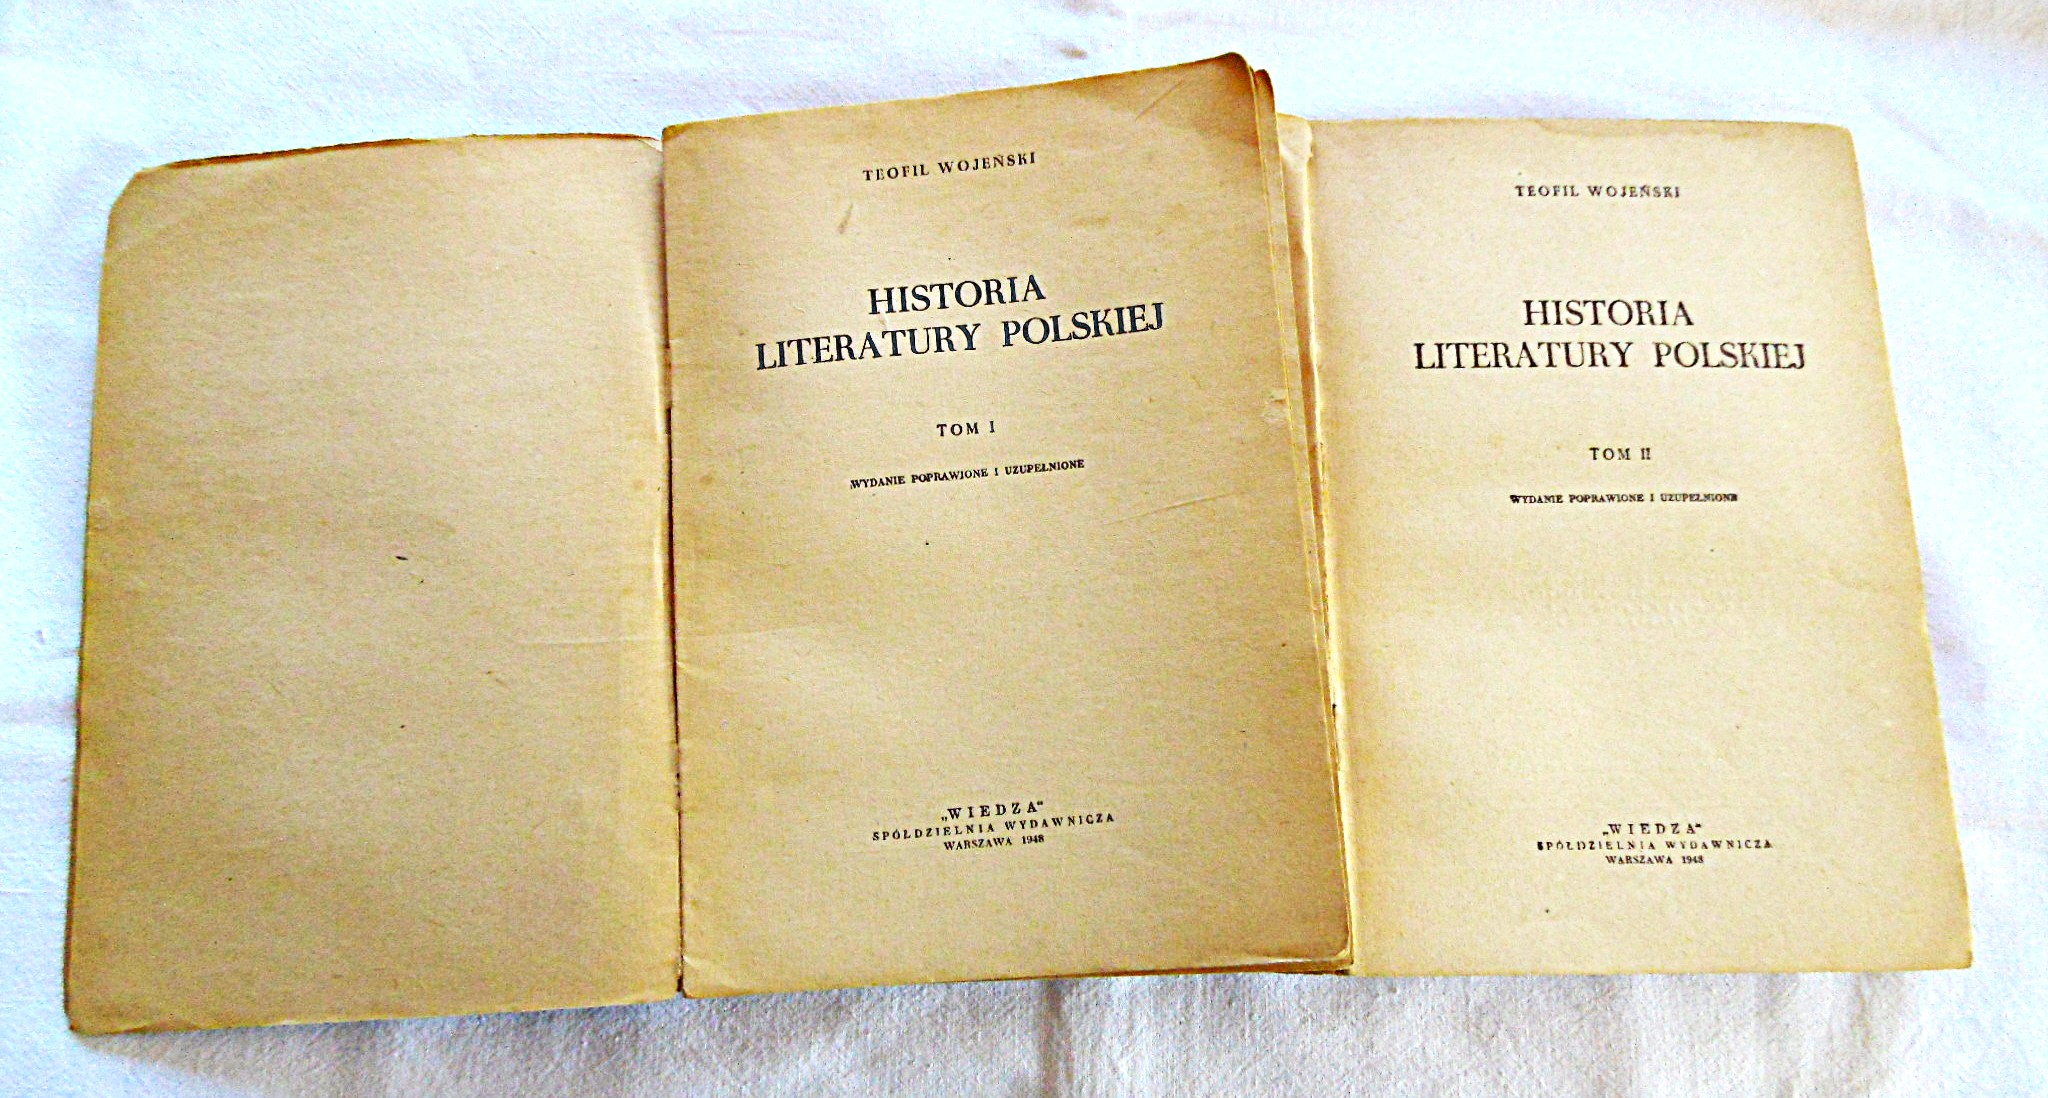 TEOFIL WOJEŃSKI
HISTORIA
LITERATURY POLSKIEJ
TOM I
WYDANIE POPRAWIONE I UZUPEŁNIONE
„WIEDZA“
SPÓŁDZIELNIA WYDAWNICZA
WARSZAWA 1948
TEOFIL WOJEŃSKI
HISTORIA
LITERATURY POLSKIEJ
TOM II
WYDANIE POPRAWIONE I UZUPEŁNIONE
„WIEDZA“
SPÓŁDZIELNIA WYDAWNICZA
WARSZAWA 1948